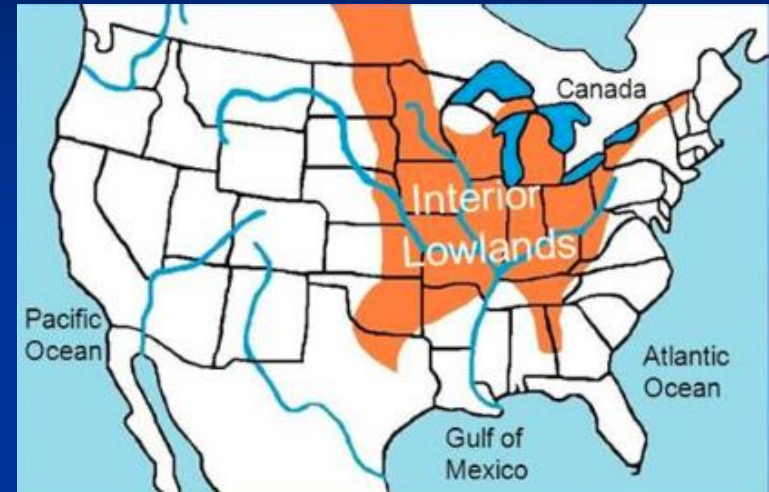 Canada
Interior
Lowlands
Pacific
Ocean
Atlantic
Ocean
Gulf of
Mexico